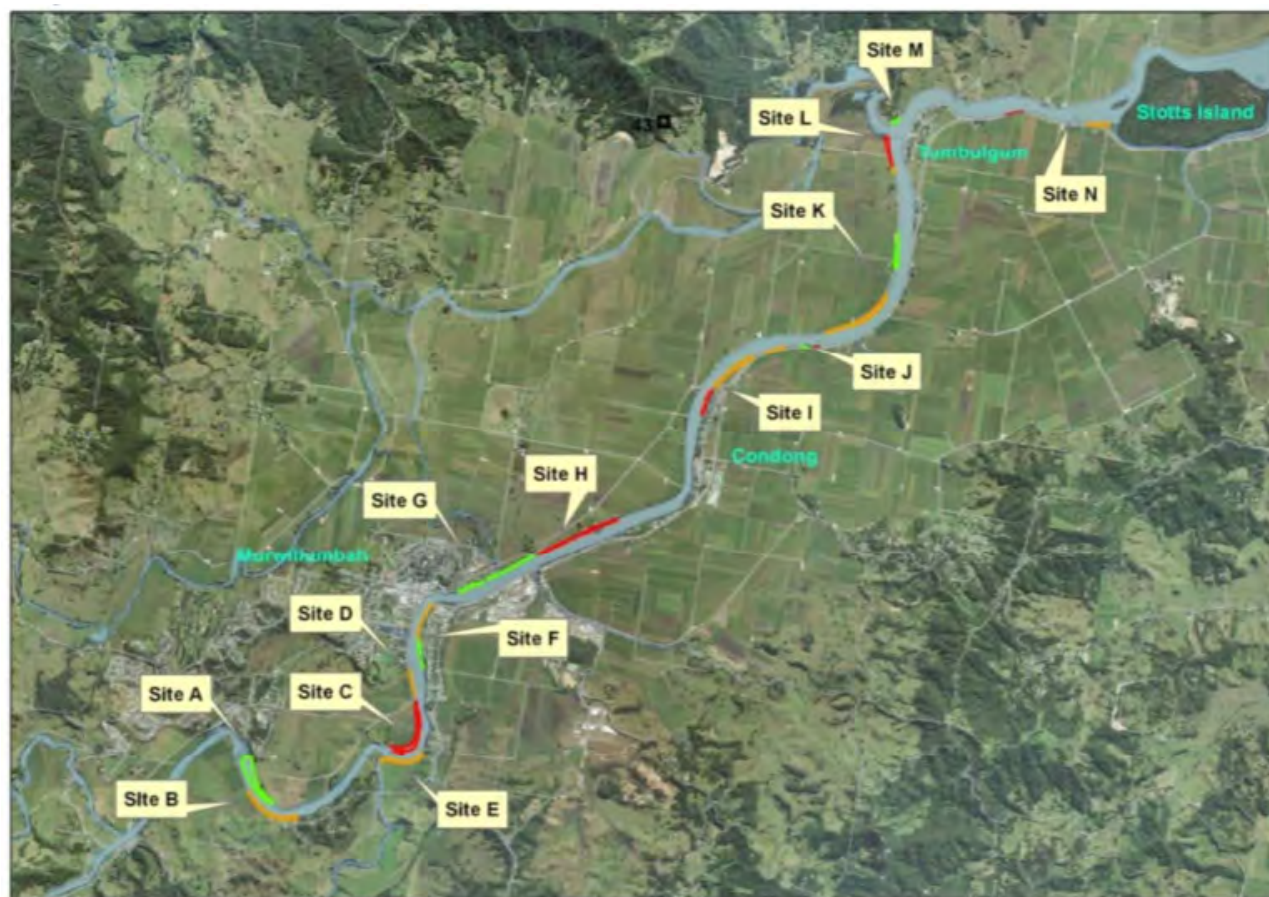 Site M
Site L
Stotts island
Tumbulgum
Site N
Site K
Site J
Site I
Condong
Site H
Site G
Murwillumbah
Site D
Site F
Site A
Site C
SIte B
Site E